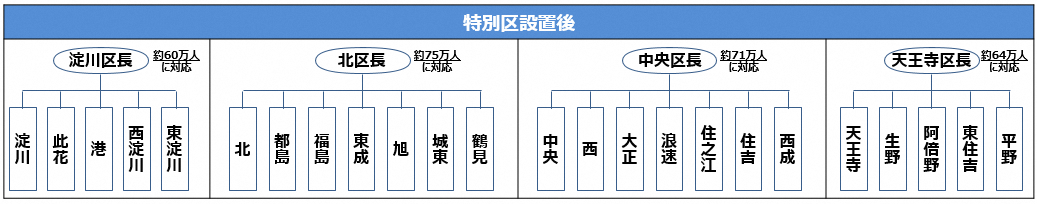 特別区設置後
淀川区長
約60万人
に対応
淀川
此花
港
西淀川
東淀川
北区長
約75万人
に対応
北
都島
福島
東成
旭
城東
鶴見
中央区長
約71万人
に対応
中央
西
大正
浪速
住之江
住吉
西成
天王寺区長
約64万人
に対応
天王寺
生野
阿倍野
東住吉
平野